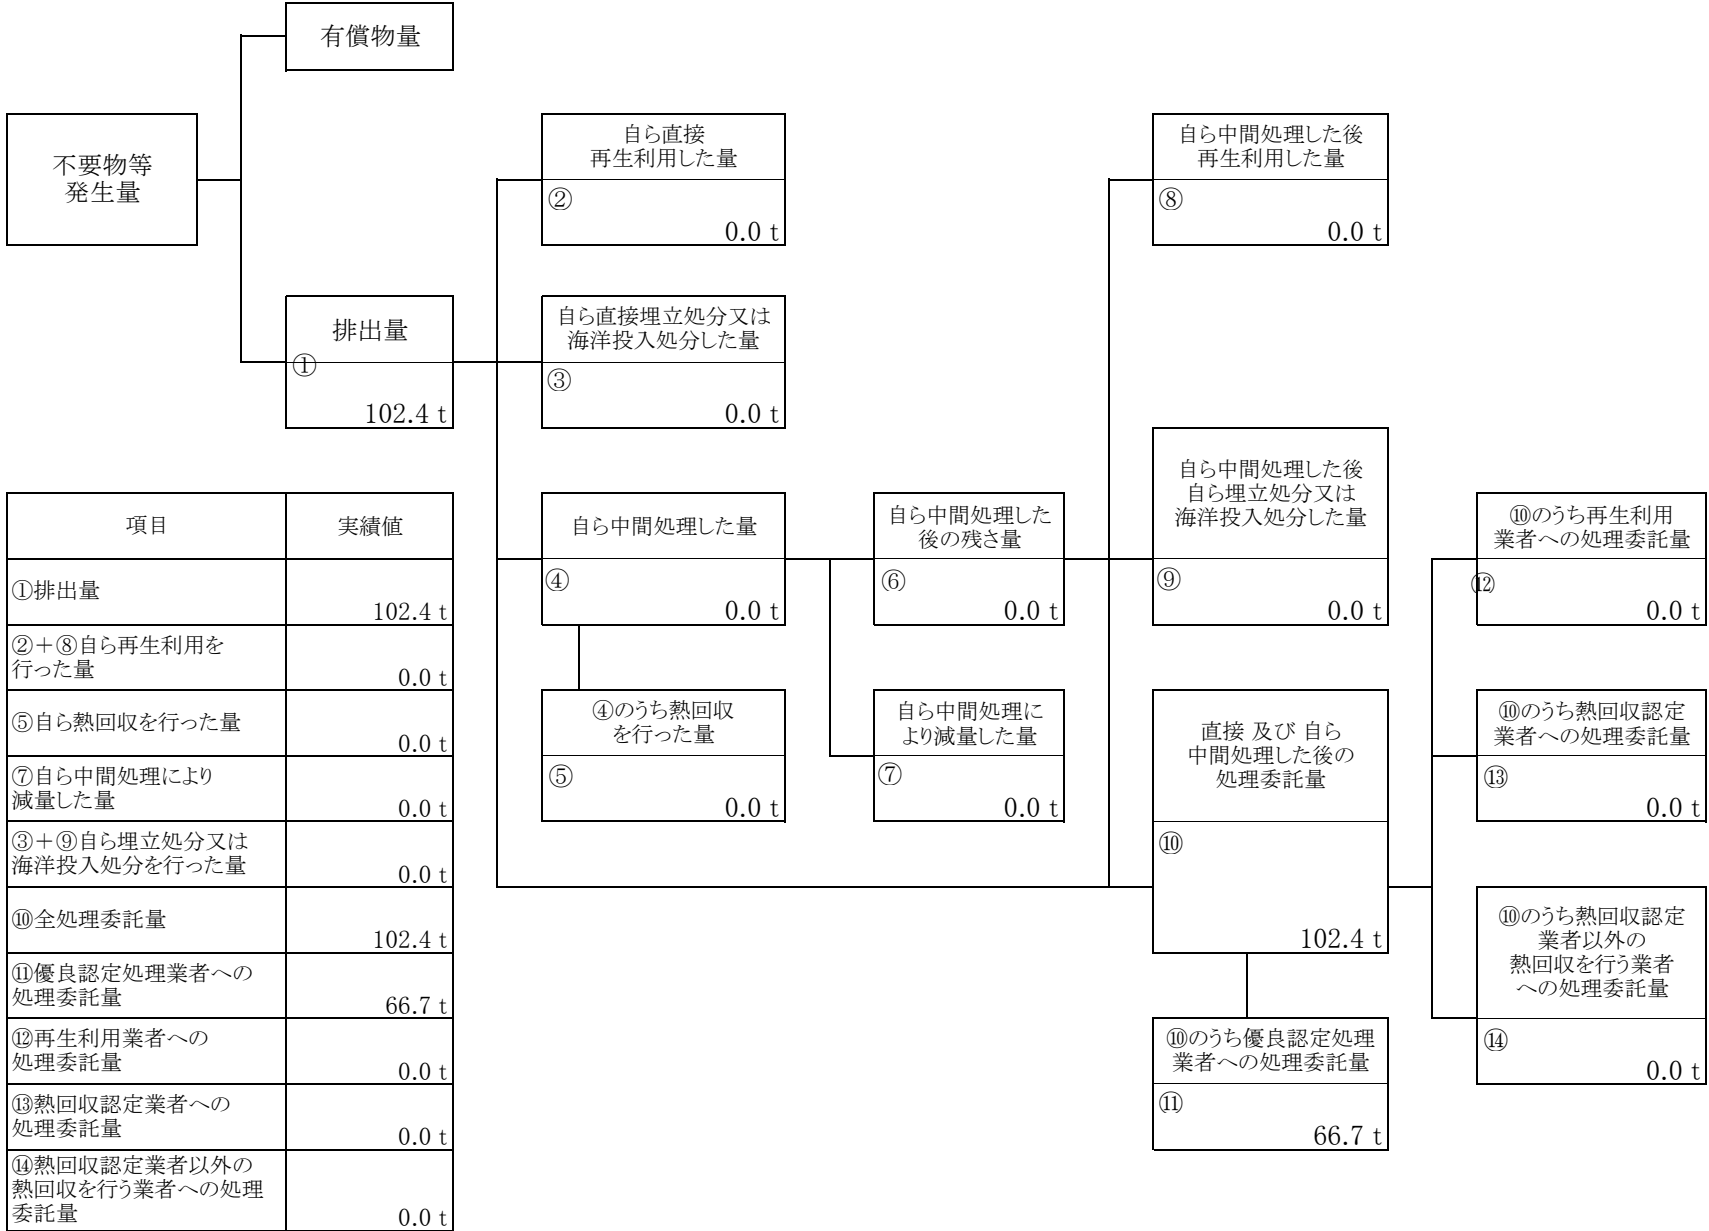 有償物量
不要物等
発生量
自ら直接
再生利用した量
②
0.0 t
自ら中間処理した後
再生利用した量
⑧
0.0 t
排出量
①
102.4 t
自ら直接埋立処分又は
海洋投入処分した量
③
0.0 t
自ら中間処理した量
④
0.0 t
自ら中間処理した
後の残さ量
⑥
0.0 t
自ら中間処理した後
自ら埋立処分又は
海洋投入処分した量
⑨
0.0 t
⑩のうち再生利用
業者への処理委託量
⑫
0.0 t
④のうち熱回収
を行った量
⑤
0.0 t
自ら中間処理に
より減量した量
⑦
0.0 t
直接 及び 自ら
中間処理した後の
処理委託量
⑩
102.4 t
⑩のうち熱回収認定
業者への処理委託量
⑬
0.0 t
⑩のうち熱回収認定
業者以外の
熱回収を行う業者
への処理委託量
⑭
0.0 t
⑩のうち優良認定処理
業者への処理委託量
⑪
66.7 t
項目
実績値
①排出量
102.4 t
②＋⑧自ら再生利用を
行った量
0.0 t
⑤自ら熱回収を行った量
0.0 t
⑦自ら中間処理により
減量した量
0.0 t
③＋⑨自ら埋立処分又は
海洋投入処分を行った量
0.0 t
⑩全処理委託量
102.4 t
⑪優良認定処理業者への
処理委託量
66.7 t
⑫再生利用業者への
処理委託量
0.0 t
⑬熱回収認定業者への
処理委託量
0.0 t
⑭熱回収認定業者以外の
熱回収を行う業者への処理
委託量
0.0 t